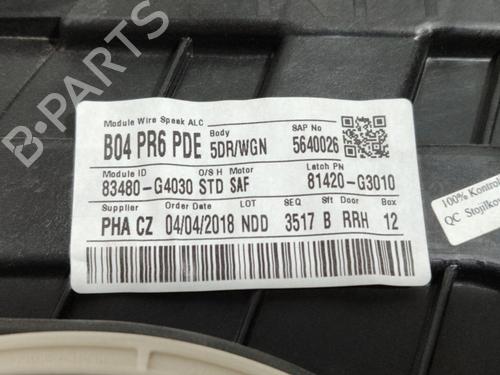 Module Wire Speak ALC Body SAP No
B04 PR6 PDE 5DR/WGN 5640026
Module ID O/S H Motor Latch PN
83480-G4030 STD SAF 81420-G3010
Supplier Order Date LOT SEQ Sft Door Box
PHA CZ 04/04/2018 NDD 3517 B RRH 12
100% Kontrol
QC Stojilkov
B-PARTS